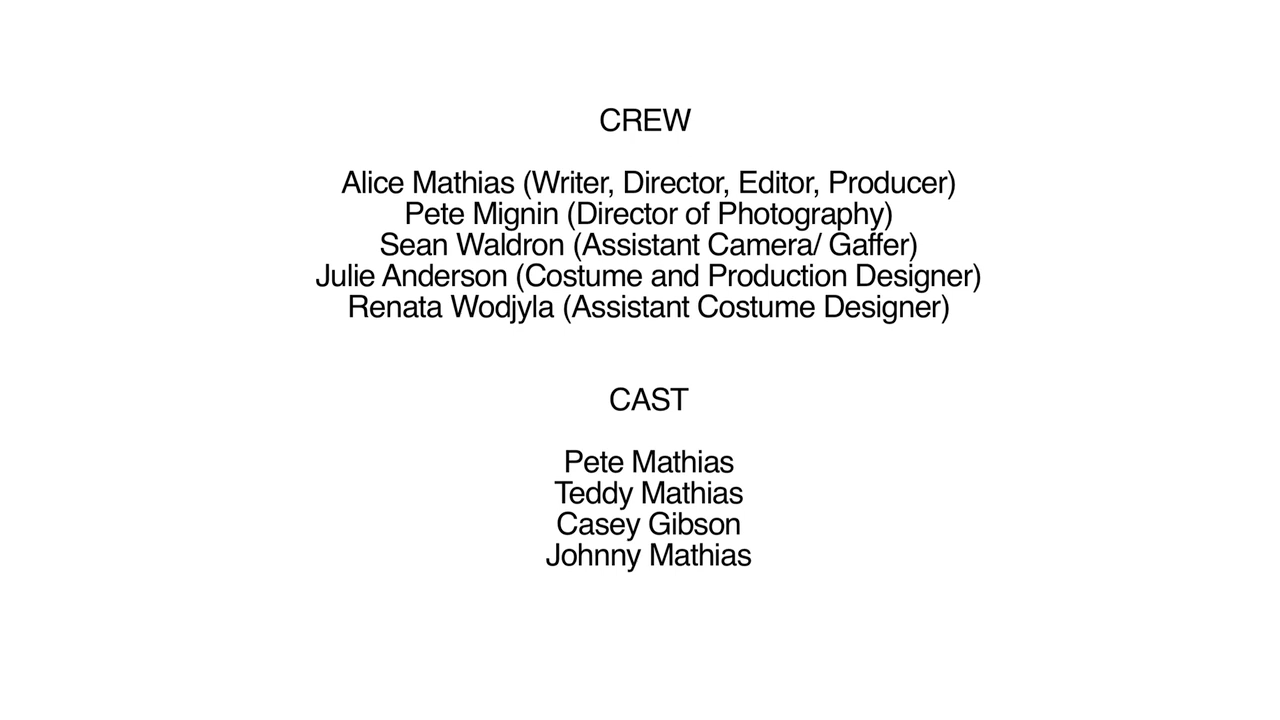 CREW
Alice Mathias (Writer, Director, Editor, Producer)
Pete Mignin (Director of Photography)
Sean Waldron (Assistant Camera/ Gaffer)
Julie Anderson (Costume and Production Designer)
Renata Wodjyla (Assistant Costume Designer)
CAST
Pete Mathias
Teddy Mathias
Casey Gibson
Johnny Mathias